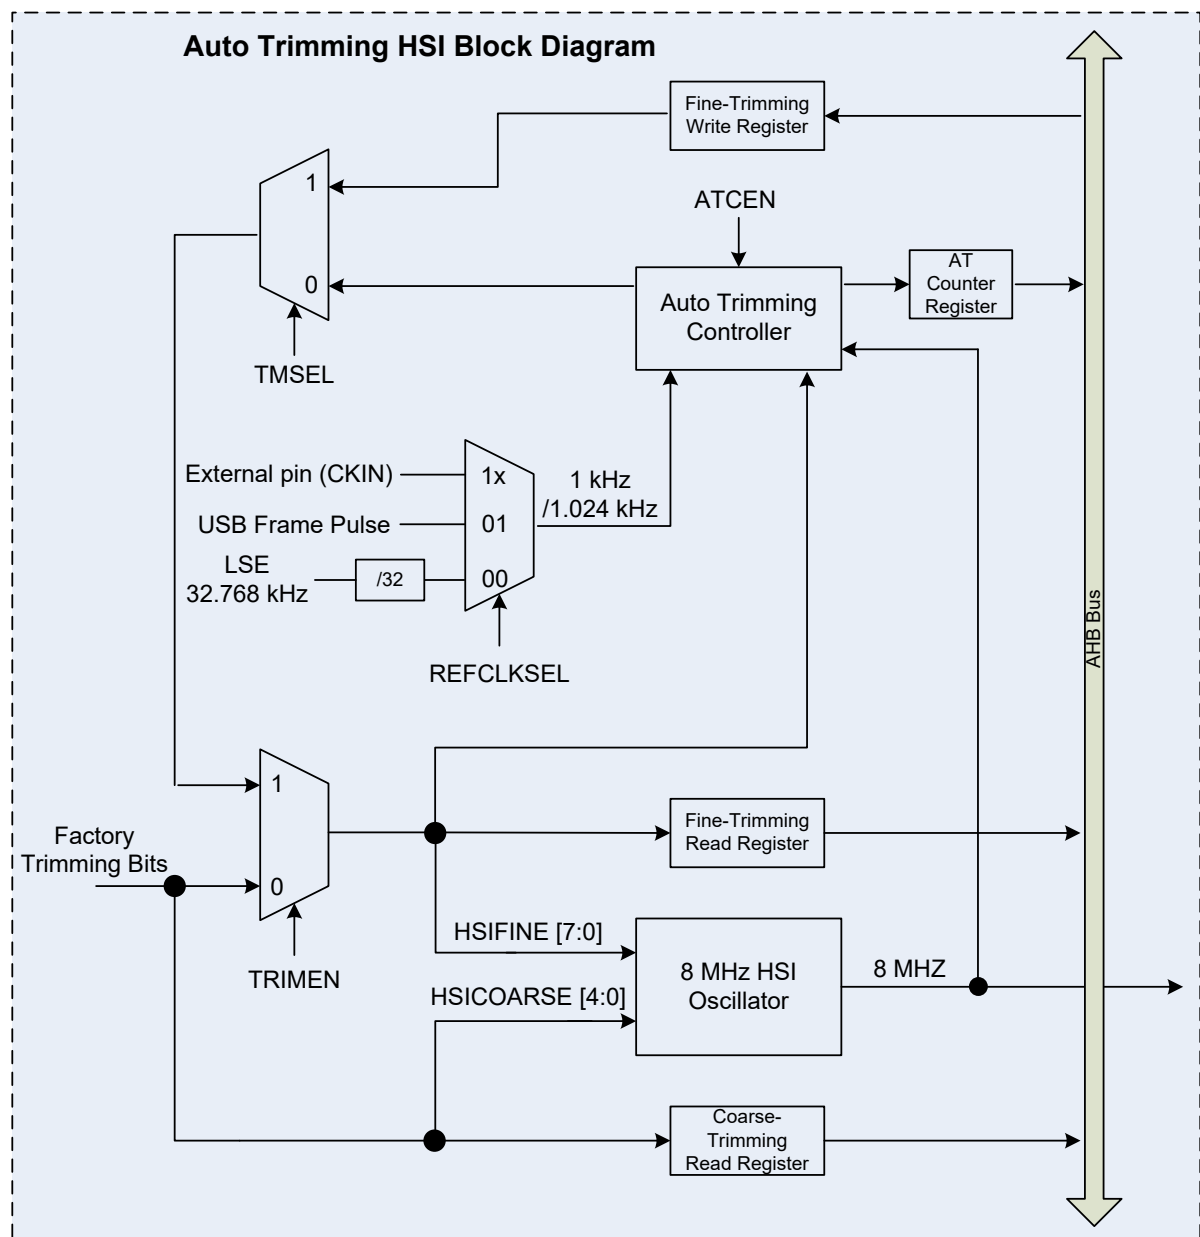 Auto Trimming HSI Block Diagram
Fine-Trimming
Write Register
1
ATCEN
0
Auto Trimming
Controller
AT
Counter
Register
TMSEL
External pin (CKIN)
1x
1 kHz
/1.024 kHz
USB Frame Pulse
01
LSE
32.768 kHz
/32
00
REFCLKSEL
AHB Bus
1
Factory
Trimming Bits
0
Fine-Trimming
Read Register
TRIMEN
HSIFINE [7:0]
HSICOARSE [4:0]
8 MHz HSI
Oscillator
8 MHZ
Coarse-
Trimming
Read Register